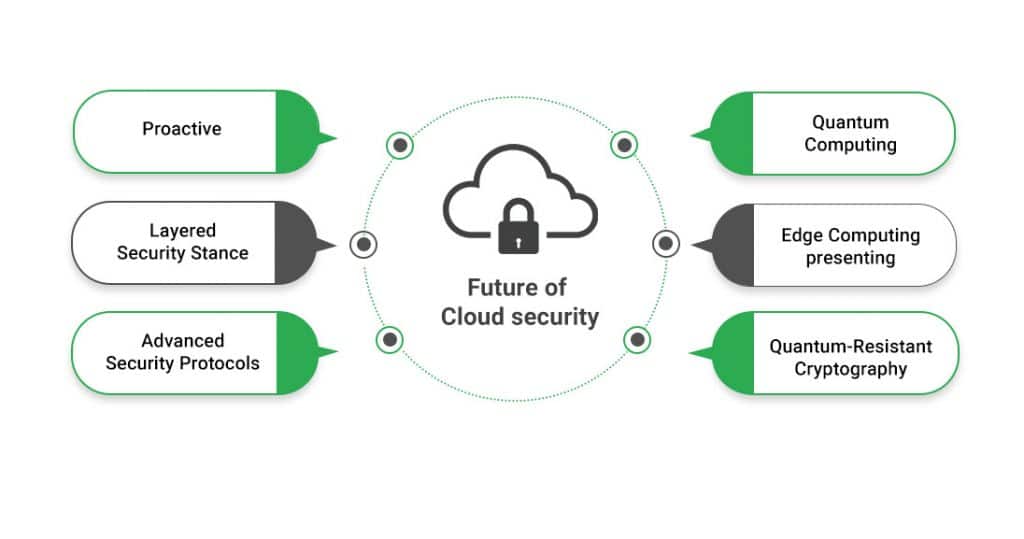 Proactive
Layered
Security Stance
Advanced
Security Protocols
Future of
Cloud security
Quantum
Computing
Edge Computing
presenting
Quantum-Resistant
Cryptography